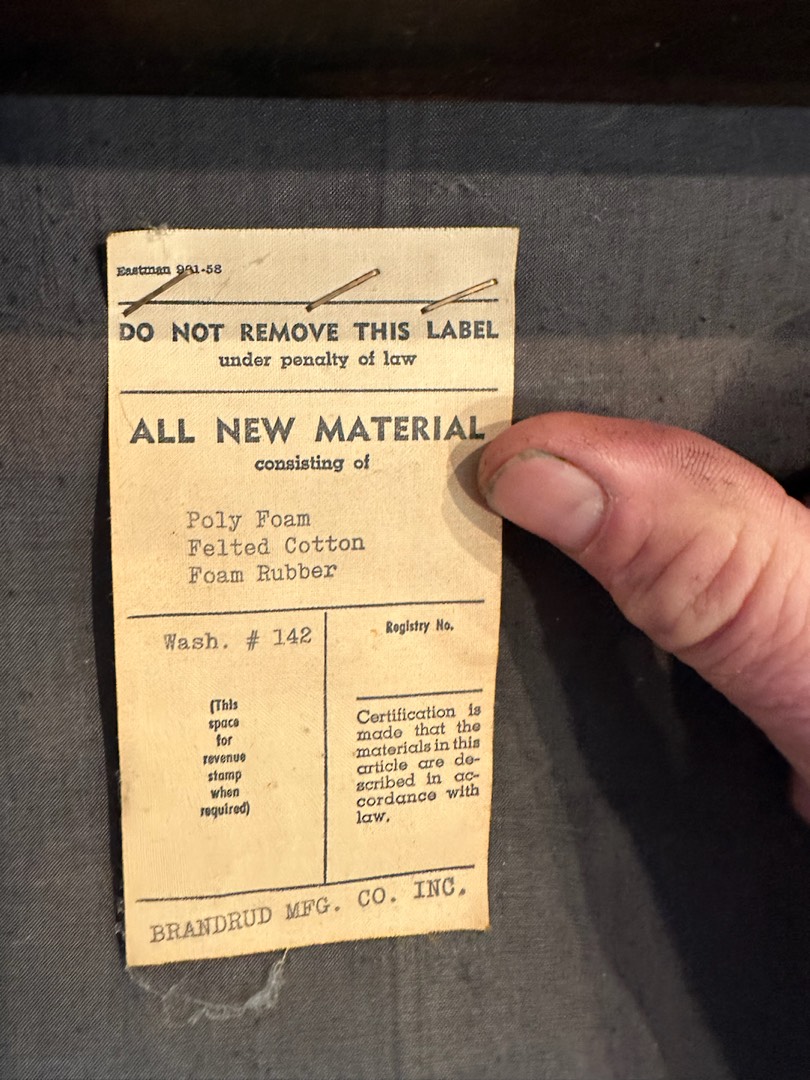 Eastman 981-58
DO NOT REMOVE THIS LABEL
under penalty of law
ALL NEW MATERIAL
consisting of
Poly Foam
Felted Cotton
Foam Rubber
Wash. # 142
(This
space
for
revenue
stamp
when
required)
Registry No.
Certification is
made that the
materials in this
article are de-
scribed in ac-
cordance with
law.
BRANDRUD MFG. CO. INC.